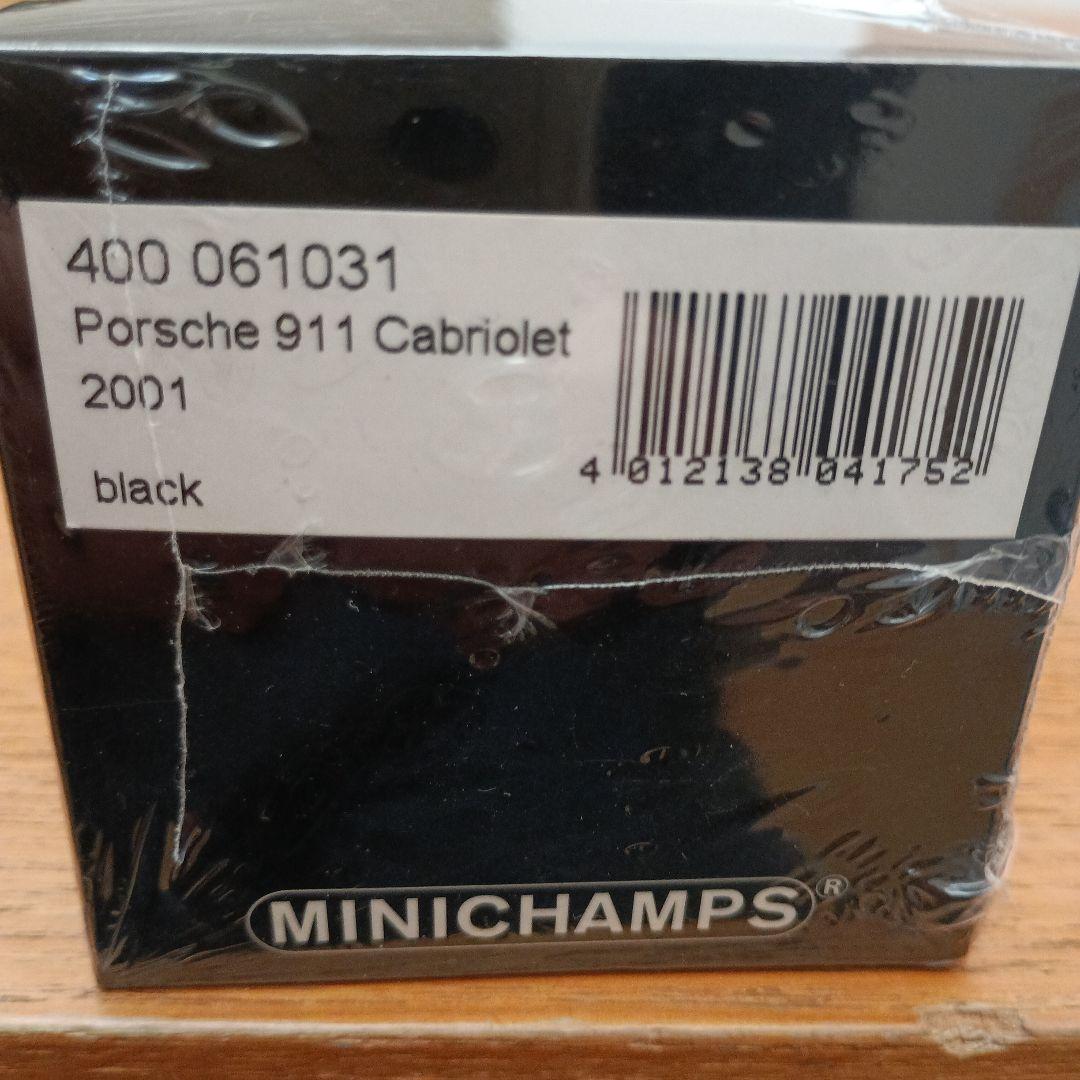 400 061031
Porsche 911 Cabriolet
2001
black
4 012138 041752
MINICHAMPS®